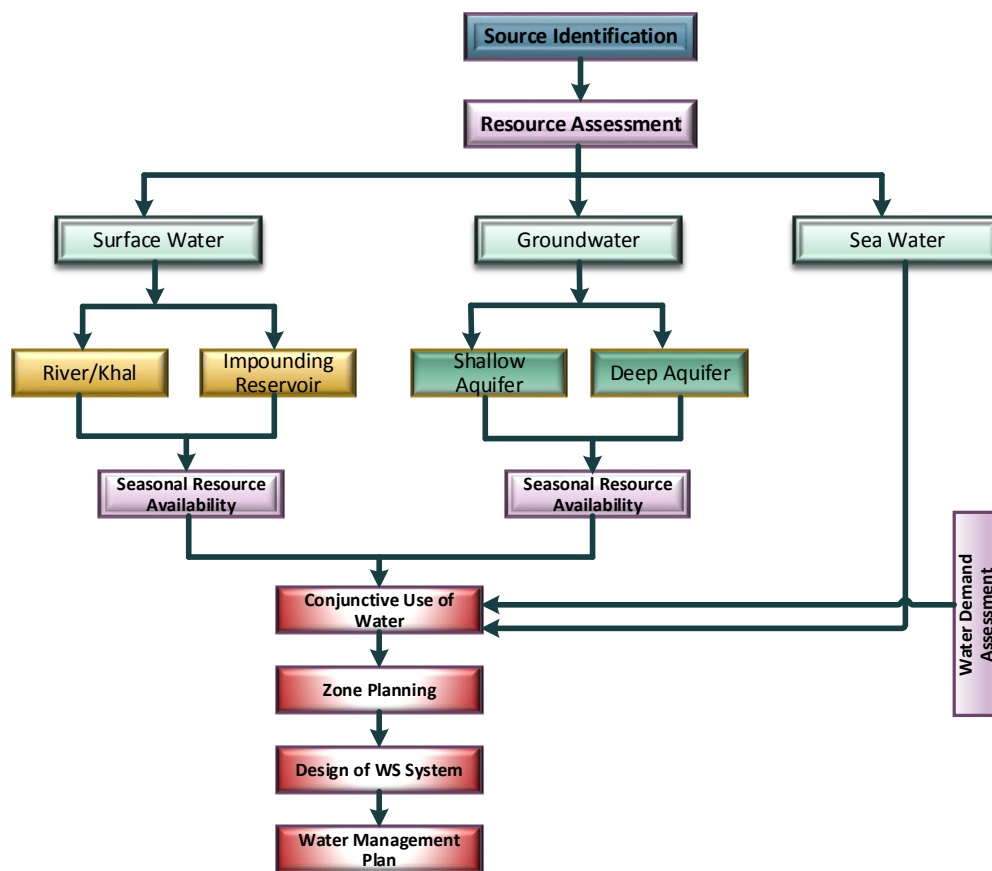 Source Identification
Resource Assessment
Surface Water
Groundwater
Sea Water
River/Khal
Impounding
Reservoir
Shallow
Aquifer
Deep Aquifer
Seasonal Resource
Availability
Seasonal Resource
Availability
Water Demand
Assessment
Conjunctive Use of
Water
Zone Planning
Design of WS System
Water Management
Plan